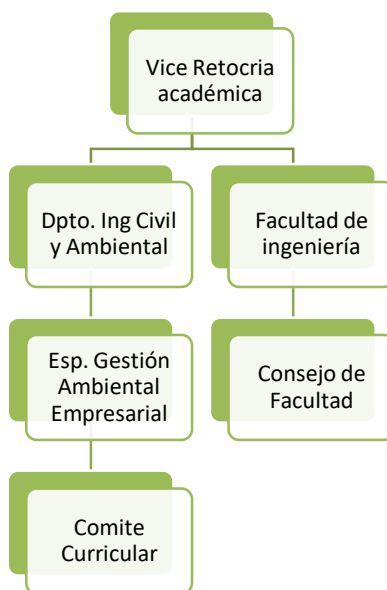 Vice Retocria
académica
Dpto. Ing Civil
y Ambiental
Facultad de
ingeniería
Esp. Gestión
Ambiental
Empresarial
Consejo de
Facultad
Comite
Curricular